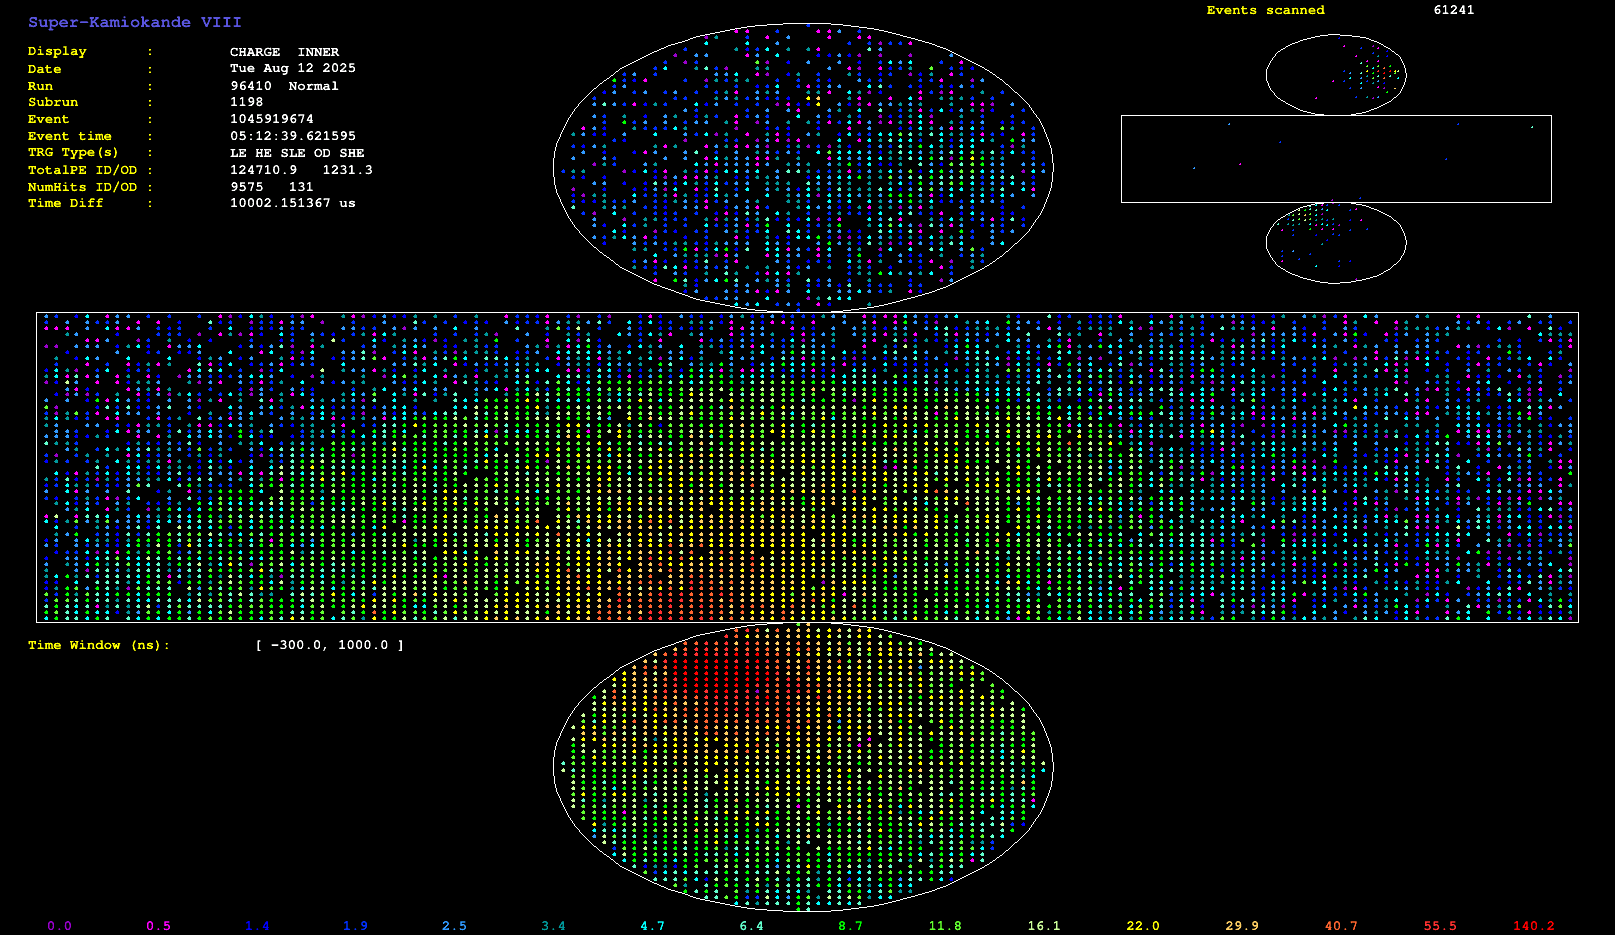 Super-Kamiokande VIII
Events scanned 61241
Display : CHARGE INNER
Date : Tue Aug 12 2025
Run : 96410 Normal
Subrun : 1198
Event : 1045919674
Event time : 05:12:39.621595
TRG Type(s) : LE HE SLE OD SHE
TotalPE ID/OD : 124710.9 1231.3
NumHits ID/OD : 9575 131
Time Diff : 10002.151367 us
Time Window (ns): [ -300.0, 1000.0 ]
0.0 0.5 1.4 1.9 2.5 3.4 4.7 6.4 8.7 11.8 16.1 22.0 29.9 40.7 55.5 140.2